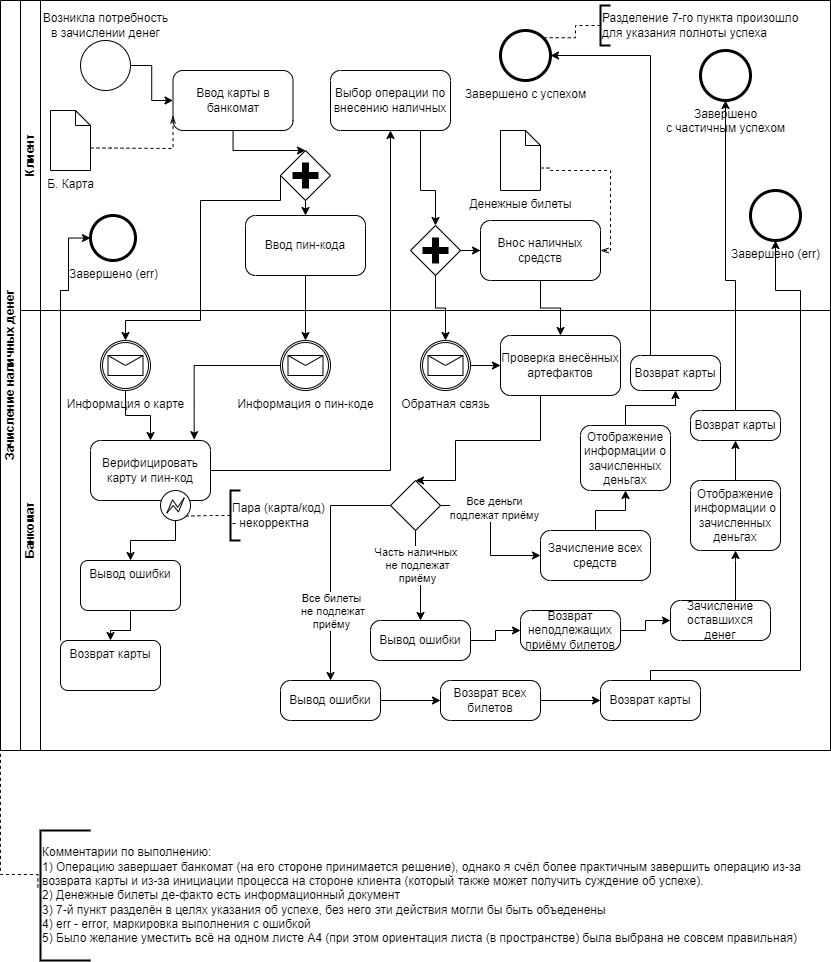 Зачисление наличных денег
Клиент
Банкомат
Возникла потребность
в зачислении денег
Ввод карты в
банкомат
Б. Карта
Ввод пин-кода
Завершено (err)
Выбор операции по
внесению наличных
Денежные билеты
Внос наличных
средств
Завершено с успехом
Разделение 7-го пункта произошло
для указания полноты успеха
Завершено
с частичным успехом
Завершено (err)
Информация о карте
Информация о пин-коде
Обратная связь
Проверка внесённых
артефактов
Верифицировать
карту и пин-код
Пара (карта/код)
- некорректна
Вывод ошибки
Возврат карты
Все деньги
подлежат приёму
Часть наличных
не подлежат
приёму
Все билеты
не подлежат
приёму
Зачисление всех
средств
Отображение
информации о
зачисленных
деньгах
Возврат карты
Вывод ошибки
Возврат
неподлежащих
приёму билетов
Зачисление
оставшихся
денег
Отображение
информации о
зачисленных
деньгах
Возврат карты
Вывод ошибки
Возврат всех
билетов
Возврат карты
Комментарии по выполнению:
1) Операцию завершает банкомат (на его стороне принимается решение), однако я счёл более практичным завершить операцию из-за
возврата карты и из-за инициации процесса на стороне клиента (который также может получить суждение об успехе).
2) Денежные билеты де-факто есть информационный документ
3) 7-й пункт разделён в целях указания об успехе, без него эти действия могли бы быть объеденены
4) err - error, маркировка выполнения с ошибкой
5) Было желание уместить всё на одном листе А4 (при этом ориентация листа (в пространстве) была выбрана не совсем правильная)